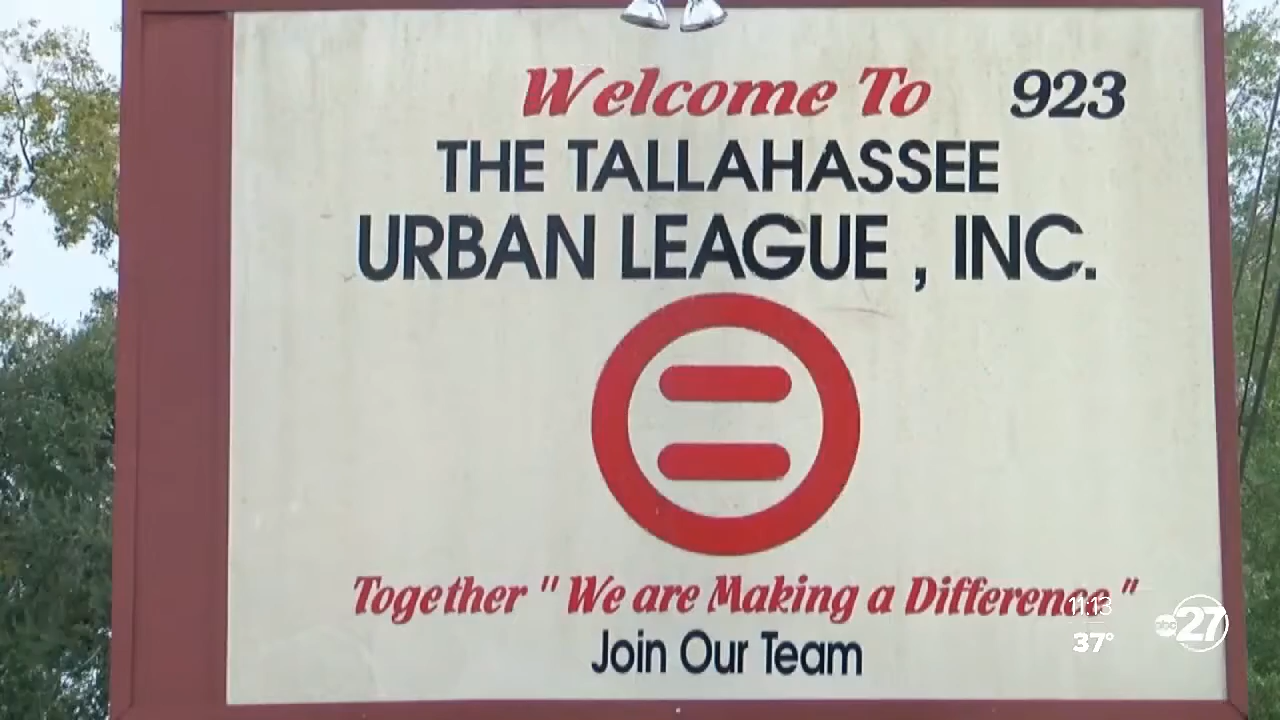 Welcome To 923
THE TALLAHASSEE
URBAN LEAGUE , INC.
Together "We are Making a Difference"
Join Our Team
11:13
37°
abc 27